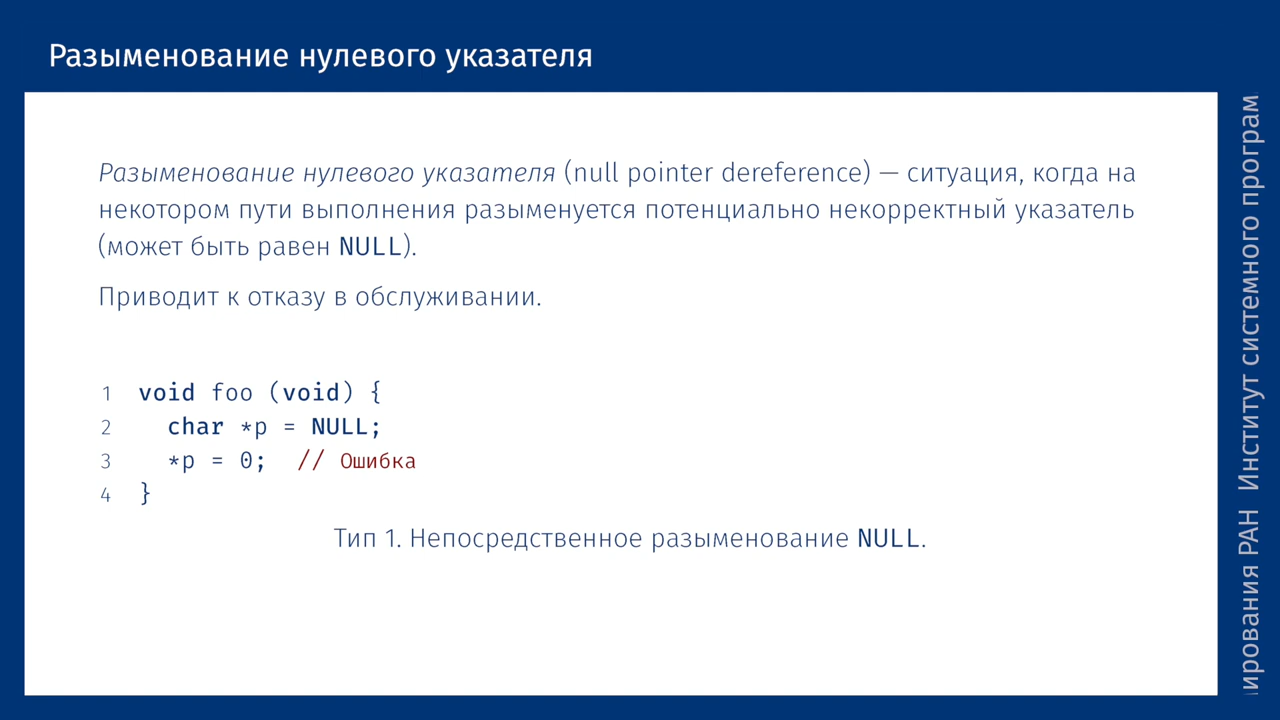 Разыменование нулевого указателя
Разыменование нулевого указателя (null pointer dereference) — ситуация, когда на
некотором пути выполнения разыменуется потенциально некорректный указатель
(может быть равен NULL).
Приводит к отказу в обслуживании.
1 void foo (void) {
2 char *p = NULL;
3 *p = 0; // Ошибка
4 }
Тип 1. Непосредственное разыменование NULL.
ирования РАН Институт системного програм